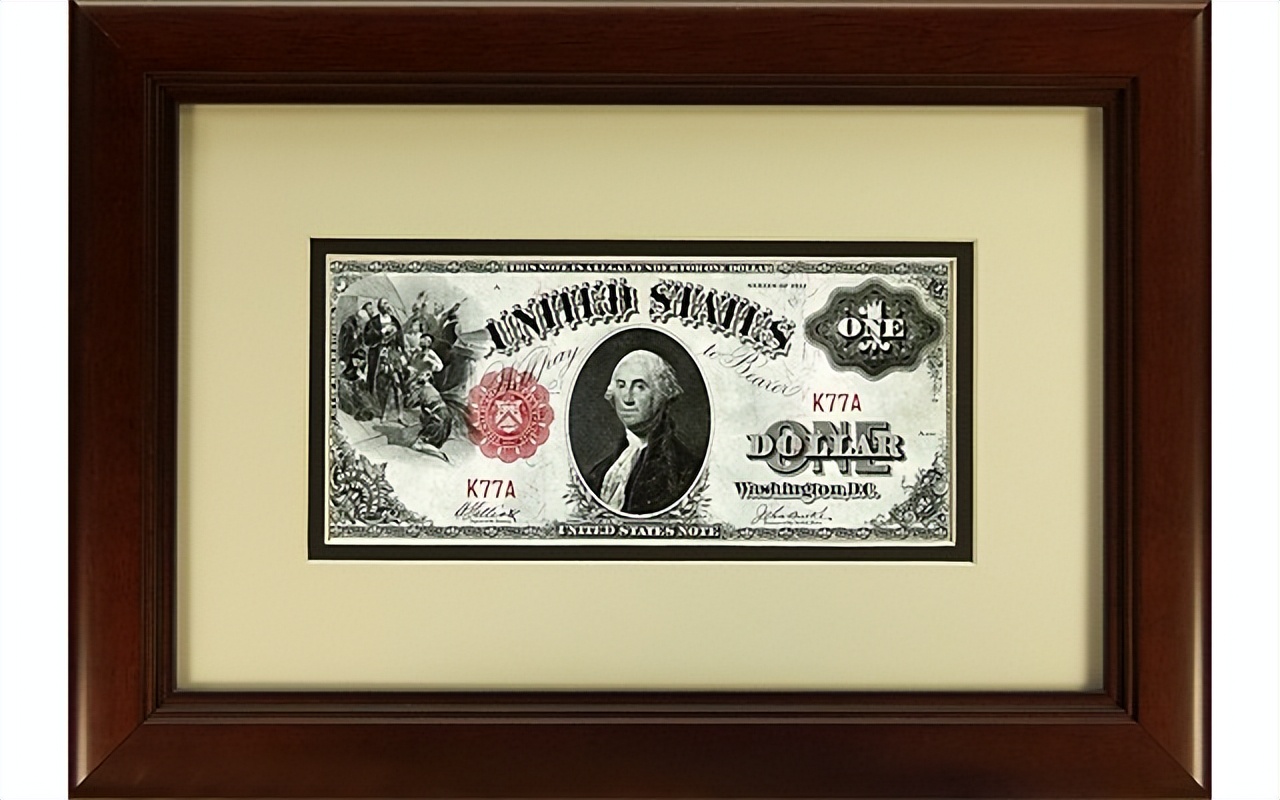 THIS NOTE IS A LEGAL TENDER FOR ONE DOLLAR
A
SERIES OF 1917
UNITED STATES
ONE
Will pay to Bearer
K77A
ONE
DOLLAR
Washington, D.C.
K77A
UNITED STATES NOTE